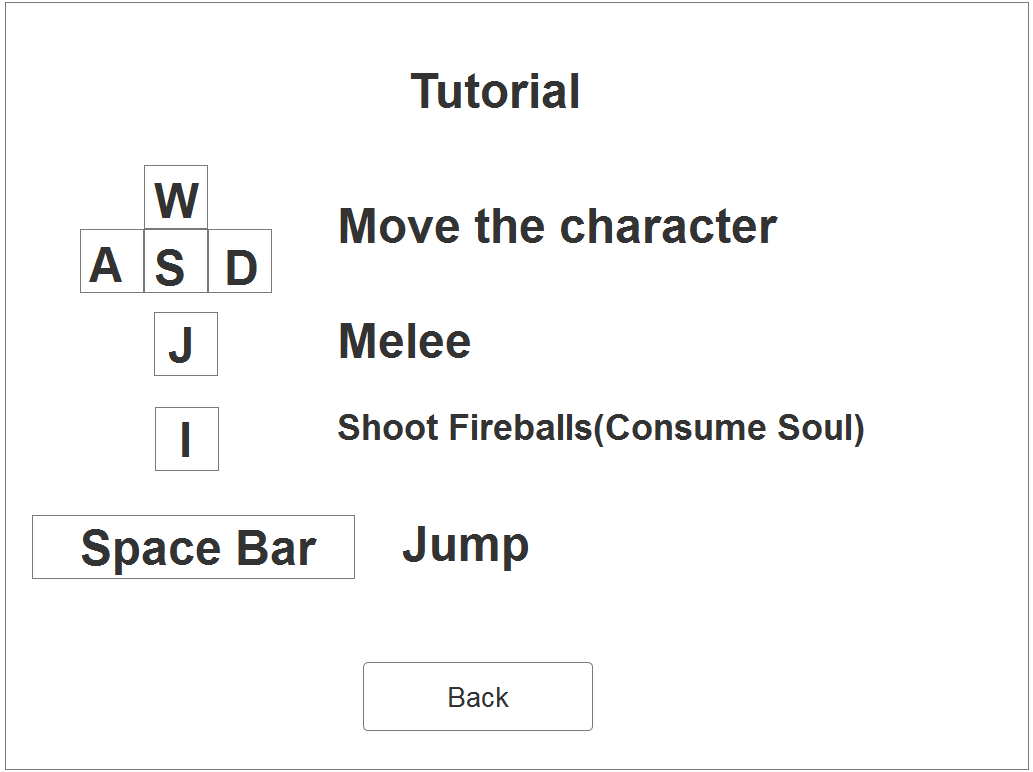 Tutorial
W
Move the character
A S D
J
Melee
I
Shoot Fireballs(Consume Soul)
Space Bar
Jump
Back